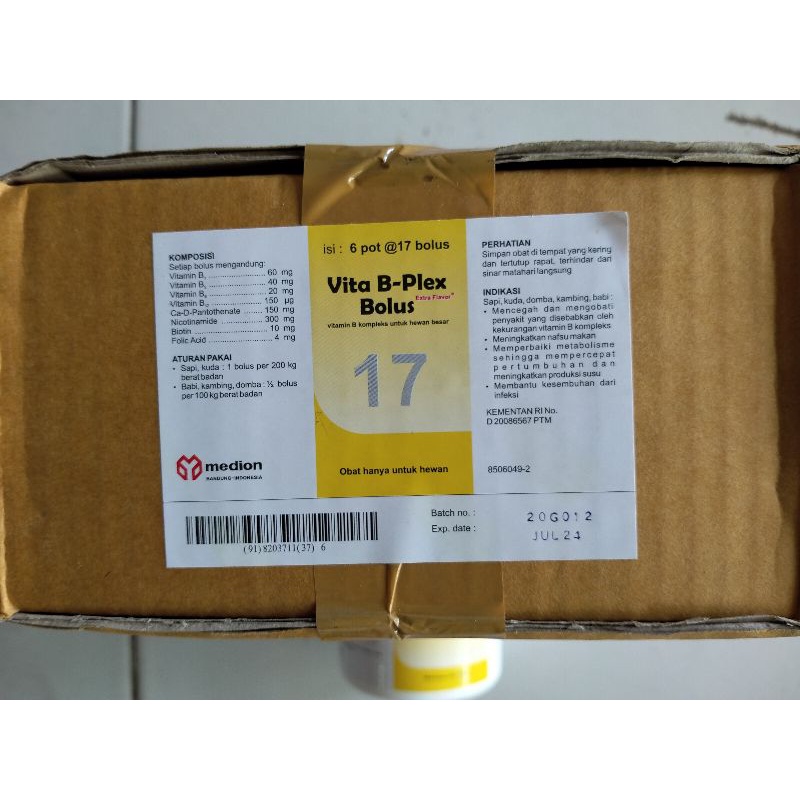 KOMPOSISI
Setiap bolus mengandung:
Vitamin B₁ .................. 60 mg
Vitamin B₂ .................. 40 mg
Vitamin B₆ .................. 20 mg
Vitamin B₁₂ ................ 150 µg
Ca-D-Pantothenate ....... 150 mg
Nicotinamide ............... 300 mg
Biotin ......................... 10 mg
Folic Acid .................... 4 mg
ATURAN PAKAI
• Sapi, kuda : 1 bolus per 200 kg
berat badan
• Babi, kambing, domba : ½ bolus
per 100 kg berat badan
medion
BANDUNG-INDONESIA
isi : 6 pot @17 bolus
Vita B-Plex
Bolus
Extra Flavor
vitamin B kompleks untuk hewan besar
17
Obat hanya untuk hewan
PERHATIAN
Simpan obat di tempat yang kering
dan tertutup rapat, terhindar dari
sinar matahari langsung
INDIKASI
Sapi, kuda, domba, kambing, babi :
• Mencegah dan mengobati
penyakit yang disebabkan oleh
kekurangan vitamin B kompleks
• Meningkatkan nafsu makan
• Memperbaiki metabolisme
sehingga mempercepat
pertumbuhan dan
meningkatkan produksi susu
• Membantu kesembuhan dari
infeksi
KEMENTAN RI No.
D 20086567 PTM
8506049-2
(91)8203711(37) 6
Batch no. : 20G012
Exp. date : JUL 24